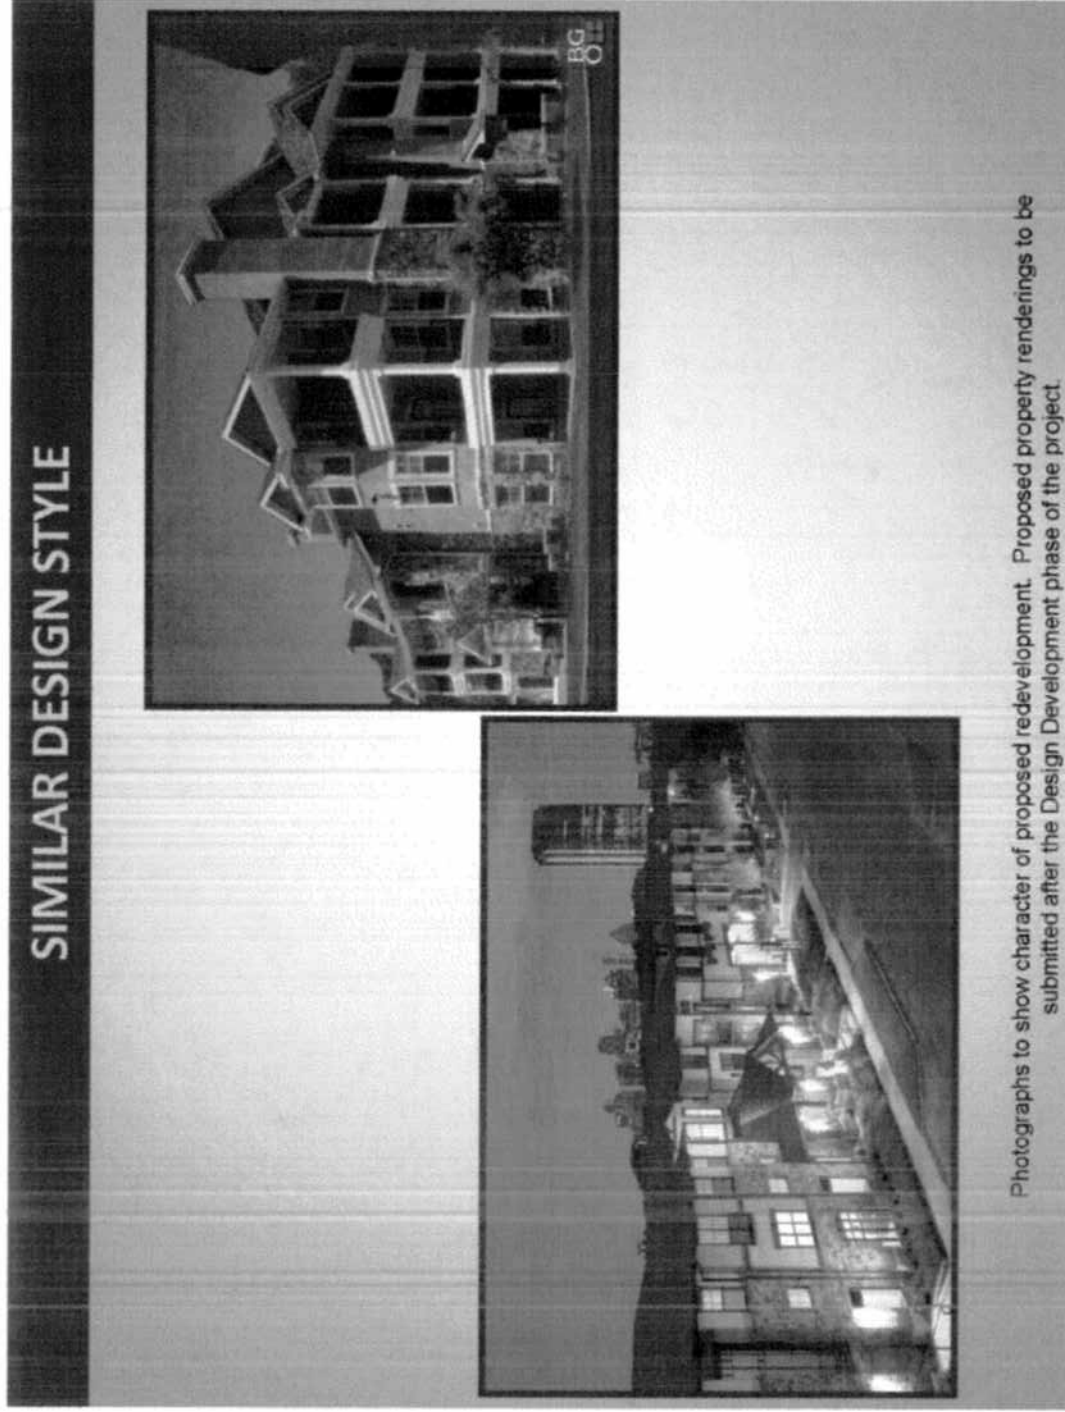 SIMILAR DESIGN STYLE
BG
O
Photographs to show character of proposed redevelopment. Proposed property renderings to be
submitted after the Design Development phase of the project.